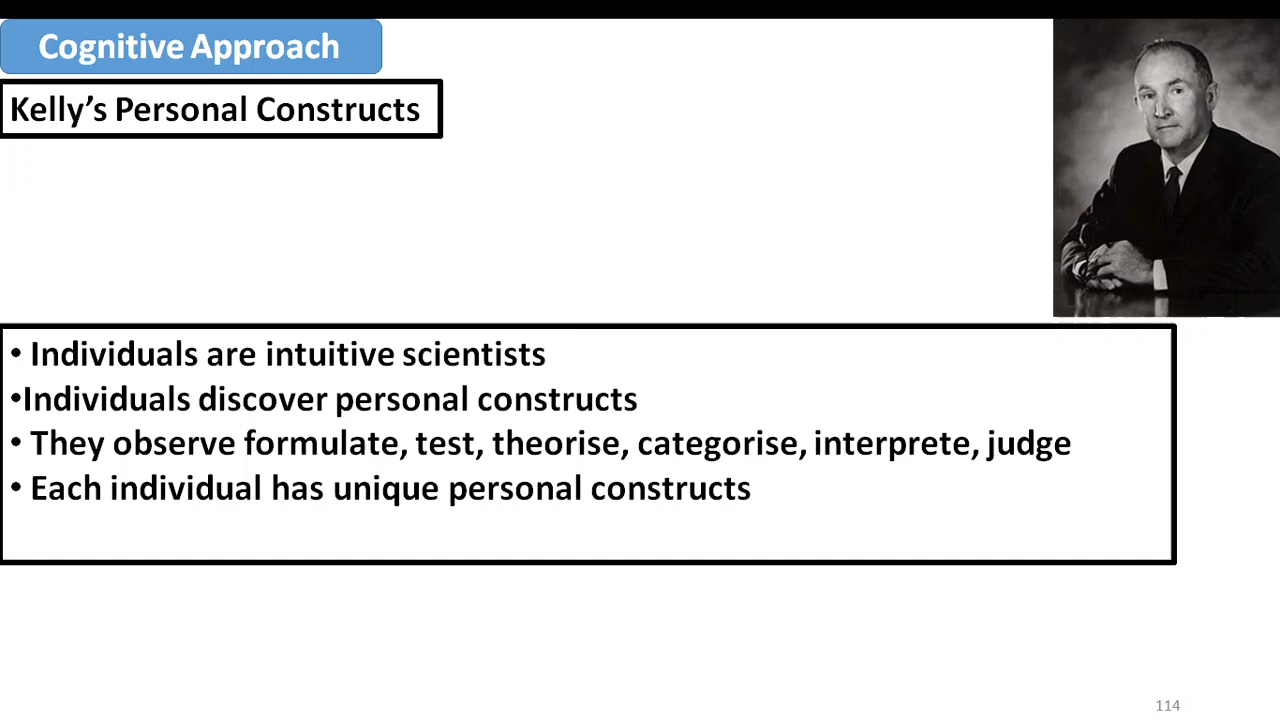 Cognitive Approach
Kelly’s Personal Constructs
• Individuals are intuitive scientists
•Individuals discover personal constructs
• They observe formulate, test, theorise, categorise, interprete, judge
• Each individual has unique personal constructs
114